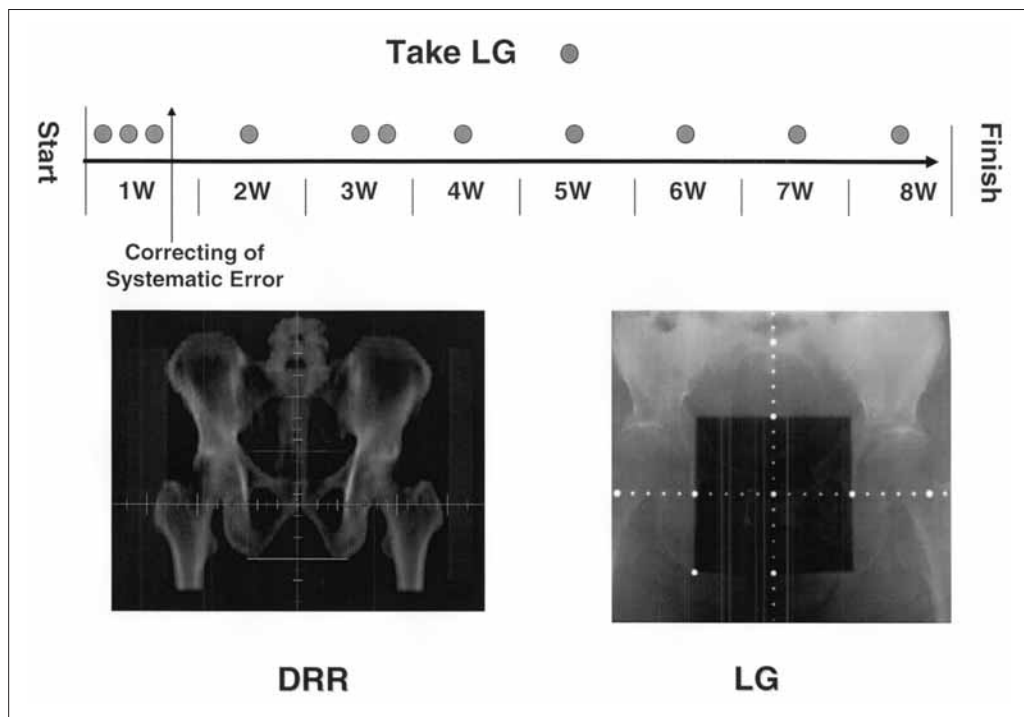 Take LG
Start
Finish
1W 2W 3W 4W 5W 6W 7W 8W
Correcting of
Systematic Error
DRR LG